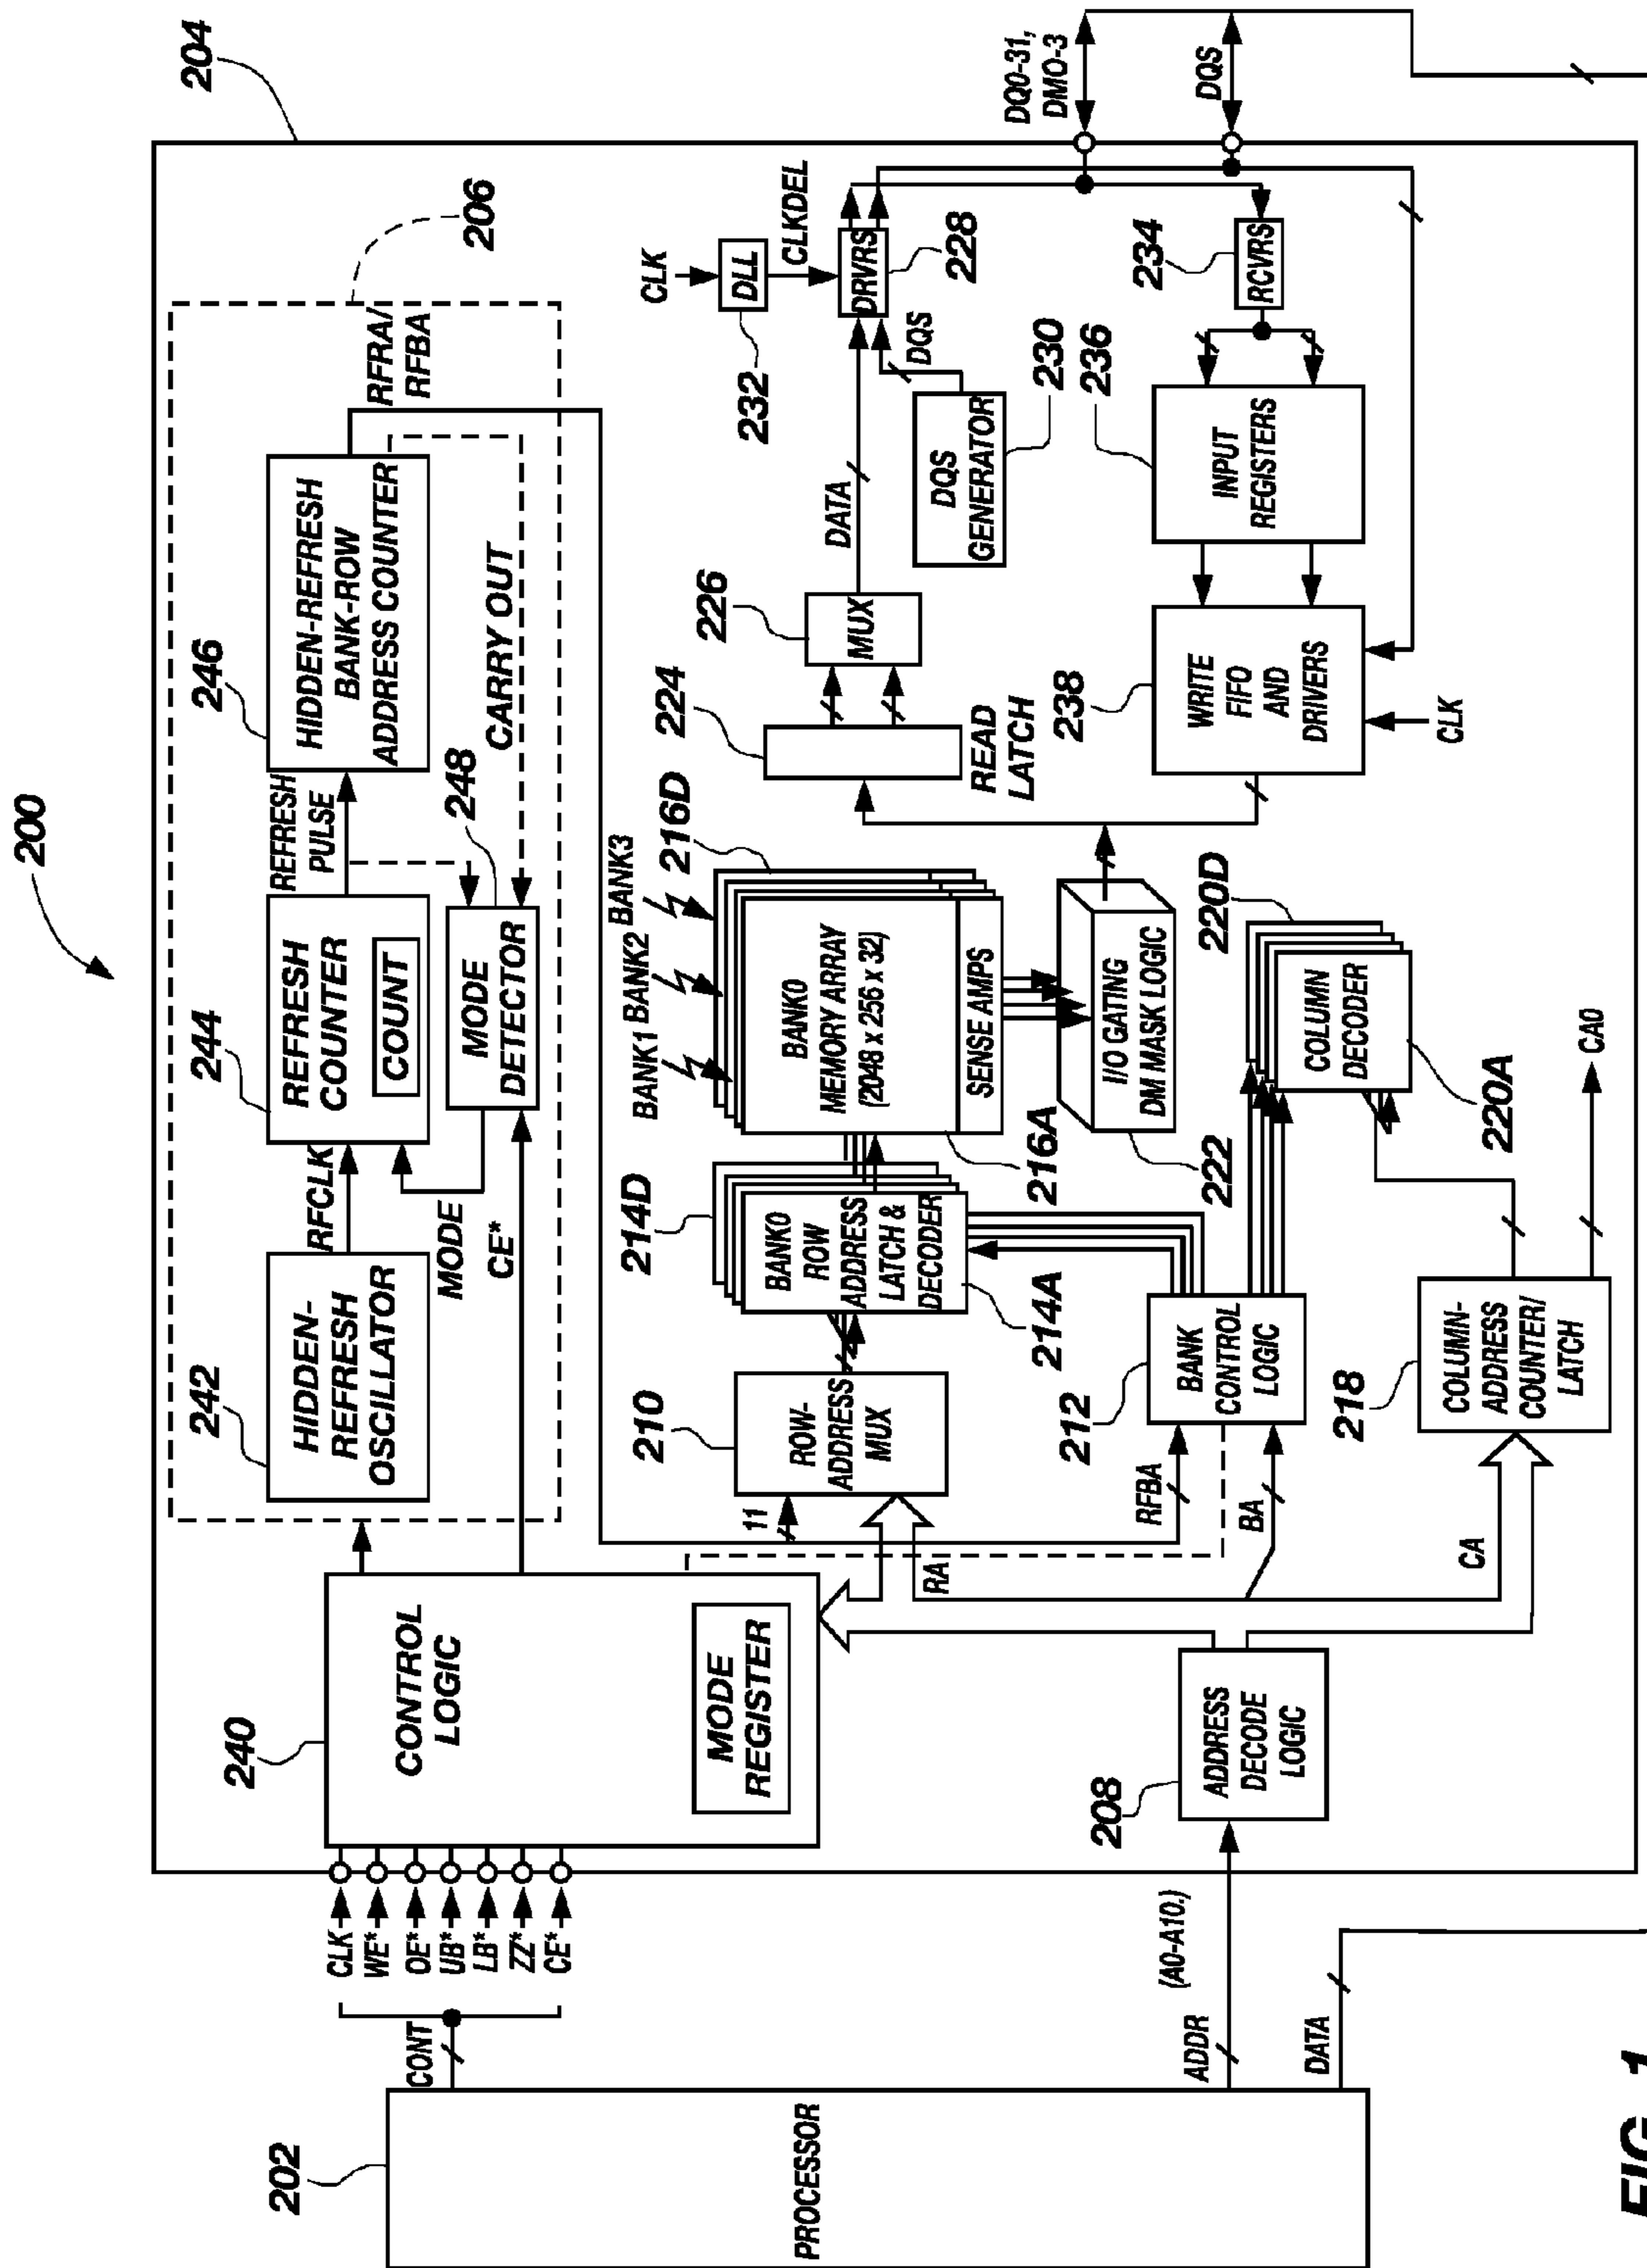 200
204
206
202
PROCESSOR
CONT
CLK
WE*
OE*
UB*
LB*
ZZ*
CE*
ADDR
(A0-A10.)
DATA
240
CONTROL
LOGIC
MODE
REGISTER
242
HIDDEN-
REFRESH
OSCILLATOR
RFCLK
MODE
CE*
244
REFRESH
COUNTER
COUNT
REFRESH
PULSE
MODE
DETECTOR
248
246
HIDDEN-REFRESH
BANK-ROW
ADDRESS COUNTER
CARRY OUT
RFRA/
RFBA
208
ADDRESS
DECODE
LOGIC
11
RA
RFBA
BA
CA
210
ROW-
ADDRESS
MUX
212
BANK
CONTROL
LOGIC
218
COLUMN-
ADDRESS
COUNTER/
LATCH
214D
BANK0
ROW
ADDRESS
LATCH &
DECODER
214A
BANK1
BANK2
BANK3
216D
BANK0
MEMORY ARRAY
(2048 x 256 x 32)
SENSE AMPS
216A
I/O GATING
DM MASK LOGIC
222
220D
COLUMN
DECODER
220A
CA0
224
READ
LATCH
226
MUX
DATA
CLK
DLL
232
CLKDEL
DRVRS
228
DQS
DQS
GENERATOR
230
234
RCVRS
236
INPUT
REGISTERS
238
WRITE
FIFO
AND
DRIVERS
CLK
DQ0-31,
DM0-3
DQS
FIG. 1